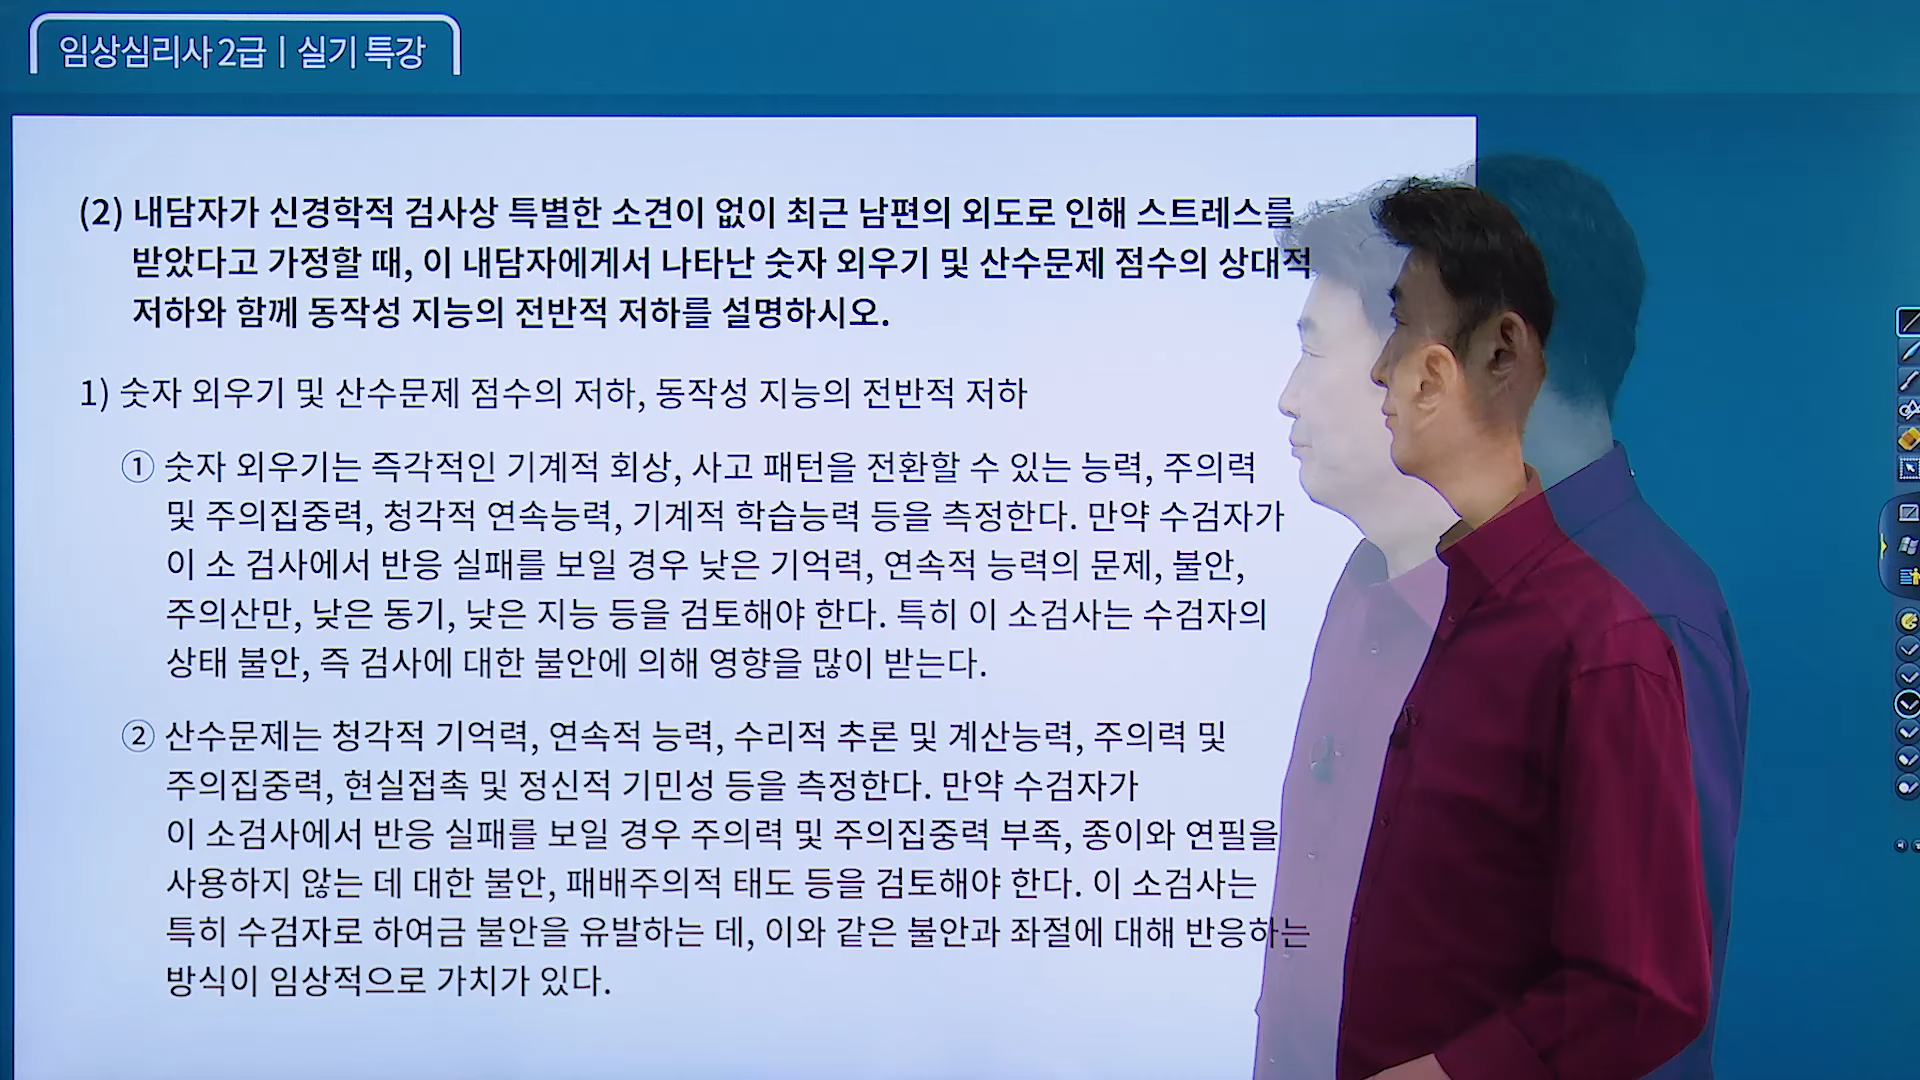 임상심리사 2급 | 실기 특강
(2) 내담자가 신경학적 검사상 특별한 소견이 없이 최근 남편의 외도로 인해 스트레스를
받았다고 가정할 때, 이 내담자에게서 나타난 숫자 외우기 및 산수문제 점수의 상대적
저하와 함께 동작성 지능의 전반적 저하를 설명하시오.
1) 숫자 외우기 및 산수문제 점수의 저하, 동작성 지능의 전반적 저하
① 숫자 외우기는 즉각적인 기계적 회상, 사고 패턴을 전환할 수 있는 능력, 주의력
및 주의집중력, 청각적 연속능력, 기계적 학습능력 등을 측정한다. 만약 수검자가
이 소 검사에서 반응 실패를 보일 경우 낮은 기억력, 연속적 능력의 문제, 불안,
주의산만, 낮은 동기, 낮은 지능 등을 검토해야 한다. 특히 이 소검사는 수검자의
상태 불안, 즉 검사에 대한 불안에 의해 영향을 많이 받는다.
② 산수문제는 청각적 기억력, 연속적 능력, 수리적 추론 및 계산능력, 주의력 및
주의집중력, 현실접촉 및 정신적 기민성 등을 측정한다. 만약 수검자가
이 소검사에서 반응 실패를 보일 경우 주의력 및 주의집중력 부족, 종이와 연필을
사용하지 않는 데 대한 불안, 패배주의적 태도 등을 검토해야 한다. 이 소검사는
특히 수검자로 하여금 불안을 유발하는 데, 이와 같은 불안과 좌절에 대해 반응하는
방식이 임상적으로 가치가 있다.